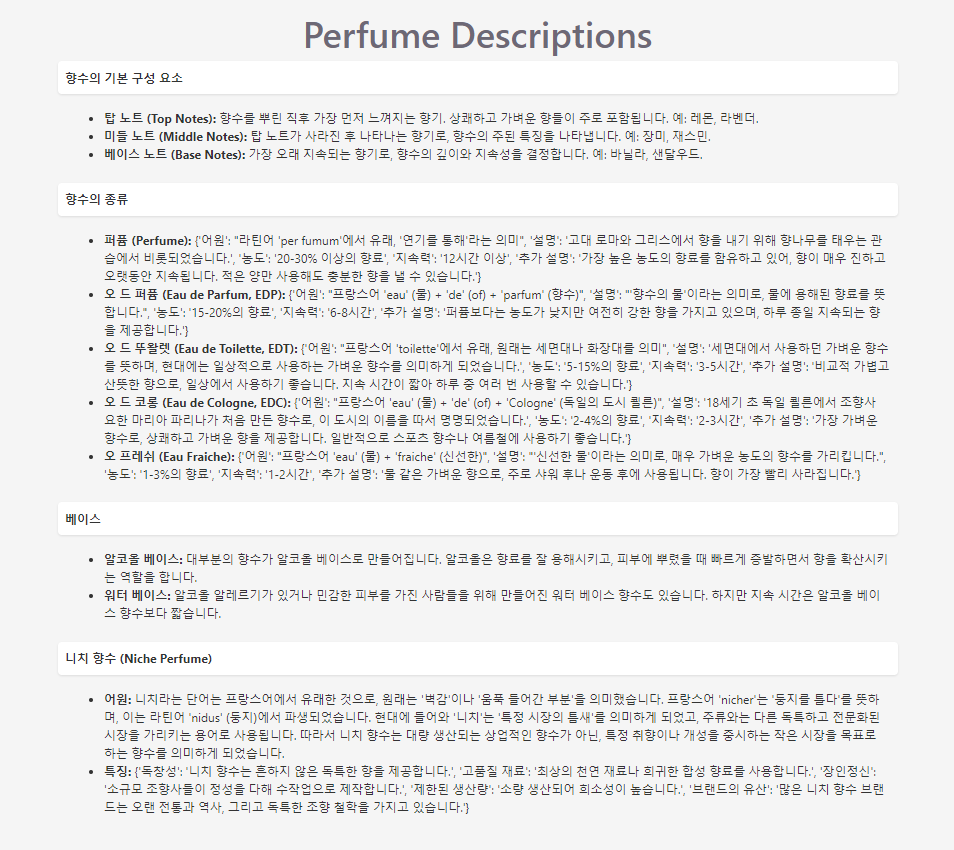 Perfume Descriptions
향수의 기본 구성 요소
탑 노트 (Top Notes): 향수를 뿌린 직후 가장 먼저 느껴지는 향기. 상쾌하고 가벼운 향들이 주로 포함됩니다. 예: 레몬, 라벤더.
미들 노트 (Middle Notes): 탑 노트가 사라진 후 나타나는 향기로, 향수의 주된 특징을 나타냅니다. 예: 장미, 재스민.
베이스 노트 (Base Notes): 가장 오래 지속되는 향기로, 향수의 깊이와 지속성을 결정합니다. 예: 바닐라, 샌달우드.
향수의 종류
퍼퓸 (Perfume): {'어원': "라틴어 'per fumum'에서 유래, '연기를 통해'라는 의미", '설명': '고대 로마와 그리스에서 향을 내기 위해 향나무를 태우는 관
습에서 비롯되었습니다.', '농도': '20-30% 이상의 향료', '지속력': '12시간 이상', '추가 설명': '가장 높은 농도의 향료를 함유하고 있어, 향이 매우 진하고
오랫동안 지속됩니다. 적은 양만 사용해도 충분한 향을 낼 수 있습니다.'}
오 드 퍼퓸 (Eau de Parfum, EDP): {'어원': "프랑스어 'eau' (물) + 'de' (of) + 'parfum' (향수)", '설명': "'향수의 물'이라는 의미로, 물에 용해된 향료를 뜻
합니다.", '농도': '15-20%의 향료', '지속력': '6-8시간', '추가 설명': '퍼퓸보다는 농도가 낮지만 여전히 강한 향을 가지고 있으며, 하루 종일 지속되는 향
을 제공합니다.'}
오 드 뚜왈렛 (Eau de Toilette, EDT): {'어원': "프랑스어 'toilette'에서 유래, 원래는 세면대나 화장대를 의미", '설명': '세면대에서 사용하던 가벼운 향수
를 뜻하며, 현대에는 일상적으로 사용하는 가벼운 향수를 의미하게 되었습니다.', '농도': '5-15%의 향료', '지속력': '3-5시간', '추가 설명': '비교적 가볍고
산뜻한 향으로, 일상에서 사용하기 좋습니다. 지속 시간이 짧아 하루 중 여러 번 사용할 수 있습니다.'}
오 드 코롱 (Eau de Cologne, EDC): {'어원': "프랑스어 'eau' (물) + 'de' (of) + 'Cologne' (독일의 도시 쾰른)", '설명': '18세기 초 독일 쾰른에서 조향사
요한 마리아 파리나가 처음 만든 향수로, 이 도시의 이름을 따서 명명되었습니다.', '농도': '2-4%의 향료', '지속력': '2-3시간', '추가 설명': '가장 가벼운
향수로, 상쾌하고 가벼운 향을 제공합니다. 일반적으로 스포츠 향수나 여름철에 사용하기 좋습니다.'}
오 프레쉬 (Eau Fraiche): {'어원': "프랑스어 'eau' (물) + 'fraiche' (신선한)", '설명': "'신선한 물'이라는 의미로, 매우 가벼운 농도의 향수를 가리킵니다.",
'농도': '1-3%의 향료', '지속력': '1-2시간', '추가 설명': '물 같은 가벼운 향으로, 주로 샤워 후나 운동 후에 사용됩니다. 향이 가장 빨리 사라집니다.'}
베이스
알코올 베이스: 대부분의 향수가 알코올 베이스로 만들어집니다. 알코올은 향료를 잘 용해시키고, 피부에 뿌렸을 때 빠르게 증발하면서 향을 확산시키
는 역할을 합니다.
워터 베이스: 알코올 알레르기가 있거나 민감한 피부를 가진 사람들을 위해 만들어진 워터 베이스 향수도 있습니다. 하지만 지속 시간은 알코올 베이
스 향수보다 짧습니다.
니치 향수 (Niche Perfume)
어원: 니치라는 단어는 프랑스어에서 유래한 것으로, 원래는 '벽감'이나 '움푹 들어간 부분'을 의미했습니다. 프랑스어 'nicher'는 '둥지를 틀다'를 뜻하
며, 이는 라틴어 'nidus' (둥지)에서 파생되었습니다. 현대에 들어와 '니치'는 '특정 시장의 틈새'를 의미하게 되었고, 주류와는 다른 독특하고 전문화된
시장을 가리키는 용어로 사용됩니다. 따라서 니치 향수는 대량 생산되는 상업적인 향수가 아닌, 특정 취향이나 개성을 중시하는 작은 시장을 목표로
하는 향수를 의미하게 되었습니다.
특징: {'독창성': '니치 향수는 흔하지 않은 독특한 향을 제공합니다.', '고품질 재료': '최상의 천연 재료나 희귀한 합성 향료를 사용합니다.', '장인정신':
'소규모 조향사들이 정성을 다해 수작업으로 제작합니다.', '제한된 생산량': '소량 생산되어 희소성이 높습니다.', '브랜드의 유산': '많은 니치 향수 브랜
드는 오랜 전통과 역사, 그리고 독특한 조향 철학을 가지고 있습니다.'}